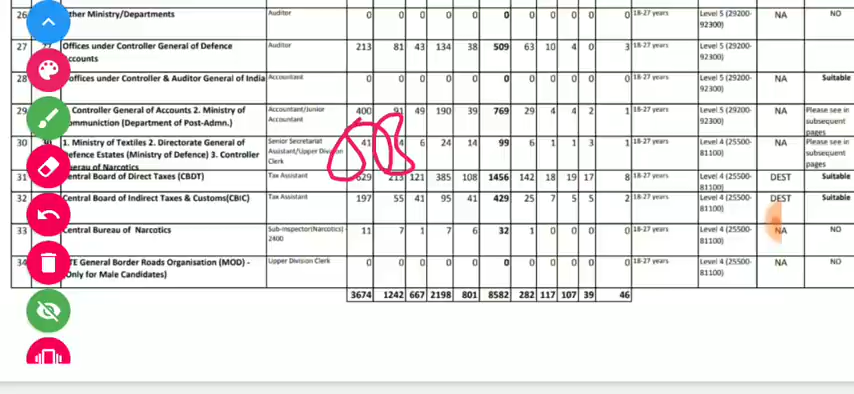 26 ther Ministry/Departments Auditor 0 0 0 0 0 0 0 0 0 0 0 18-27 years Level 5 (29200-92300) NA NO
27 Offices under Controller General of Defence ccounts Auditor 213 81 43 134 38 509 63 10 4 0 3 18-27 years Level 5 (29200-92300) NA
28 offices under Controller & Auditor General of India Accountant 0 0 0 0 0 0 0 0 0 0 0 18-27 years Level 5 (29200-92300) NA Suitable
29 Controller General of Accounts 2. Ministry of mmuniction (Department of Post-Admn.) Accountant/Junior Accountant 400 91 49 190 39 769 29 4 4 2 1 18-27 years Level 5 (29200-92300) NA Please see in subsequent pages
30 1. Ministry of Textiles 2. Directorate General of efence Estates (Ministry of Defence) 3. Controller eneral of Narcotics Senior Secretariat Assistant/Upper Division Clerk 41 4 6 24 14 99 6 1 1 3 1 18-27 years Level 4 (25500-81100) NA Please see in subsequent pages
31 entral Board of Direct Taxes (CBDT) Tax Assistant 629 213 121 385 108 1456 142 18 19 17 8 18-27 years Level 4 (25500-81100) DEST Suitable
32 Central Board of Indirect Taxes & Customs(CBIC) Tax Assistant 197 55 41 95 41 429 25 7 5 5 2 18-27 years Level 4 (25500-81100) DEST Suitable
33 Central Bureau of Narcotics Sub-inspector(Narcotics) - 2400 11 7 1 7 6 32 1 0 0 0 0 18-27 years Level 4 (25500-81100) NA NO
34 TE General Border Roads Organisation (MOD) - Only for Male Candidates) Upper Division Clerk 0 0 0 0 0 0 0 0 0 0 0 18-27 years Level 4 (25500-81100) NA NO
3674 1242 667 2198 801 8582 282 117 107 39 46